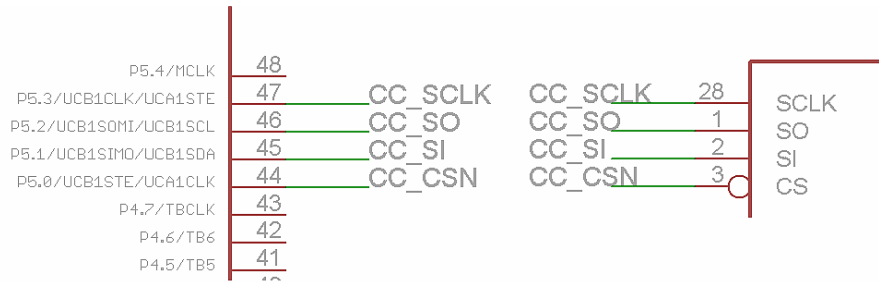 P5.4/MCLK 48
P5.3/UCB1CLK/UCA1STE 47 CC_SCLK CC_SCLK 28 SCLK
P5.2/UCB1SOMI/UCB1SCL 46 CC_SO CC_SO 1 SO
P5.1/UCB1SIMO/UCB1SDA 45 CC_SI CC_SI 2 SI
P5.0/UCB1STE/UCA1CLK 44 CC_CSN CC_CSN 3 CS
P4.7/TBCLK 43
P4.6/TB6 42
P4.5/TB5 41